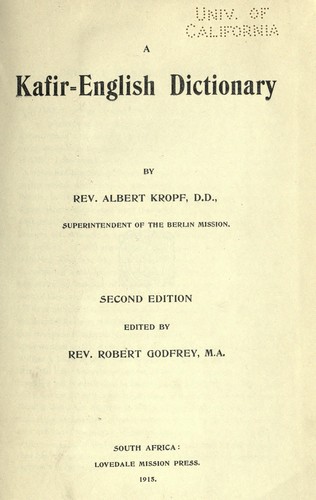 UNIV. OF
CALIFORNIA
A
Kafir=English Dictionary
BY
REV. ALBERT KROPF, D.D.,
SUPERINTENDENT OF THE BERLIN MISSION.
SECOND EDITION
EDITED BY
REV. ROBERT GODFREY, M.A.
SOUTH AFRICA:
LOVEDALE MISSION PRESS.
1915.